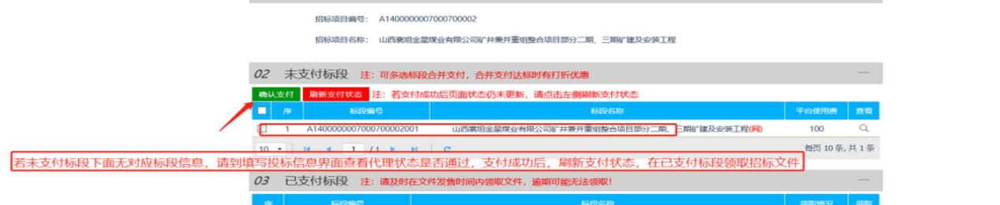 招标项目编号： A1400000007000700002
招标项目名称： 山西襄垣金星煤业有限公司矿井兼并重组整合项目部分二期、三期矿建及安装工程
02 未支付标段 注：可多选标段合并支付，合并支付达标时有打折优惠
确认支付 刷新支付状态 注：若支付成功后页面状态仍未更新，请点击左侧刷新支付状态
序 标段编号 标段名称 平台使用费 查看
1 A1400000007000700002001 山西襄垣金星煤业有限公司矿井兼并重组整合项目部分二期、三期矿建及安装工程(网) 100
10 1 / 1 每页 10 条, 共 1 条
若未支付标段下面无对应标段信息，请到填写投标信息界面查看代理状态是否通过，支付成功后，刷新支付状态，在已支付标段领取招标文件
03 已支付标段 注：请及时在文件发售时间内领取文件，逾期可能无法领取！
序 标段编号 标段名称 领取情况 领取